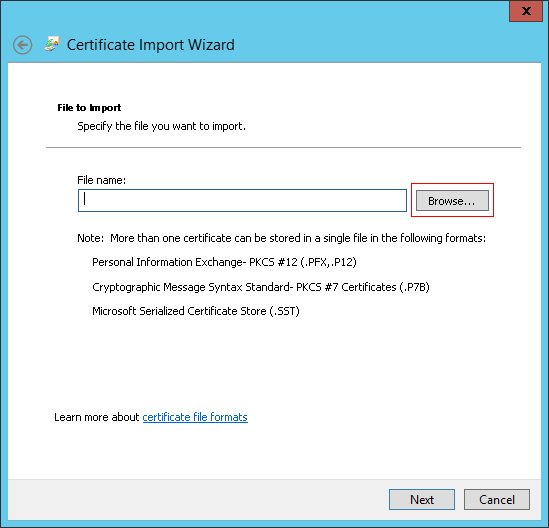 x
Certificate Import Wizard
File to Import
Specify the file you want to import.
File name:
Browse...
Note:  More than one certificate can be stored in a single file in the following formats:
Personal Information Exchange- PKCS #12 (.PFX,.P12)
Cryptographic Message Syntax Standard- PKCS #7 Certificates (.P7B)
Microsoft Serialized Certificate Store (.SST)
Learn more about certificate file formats
Next Cancel